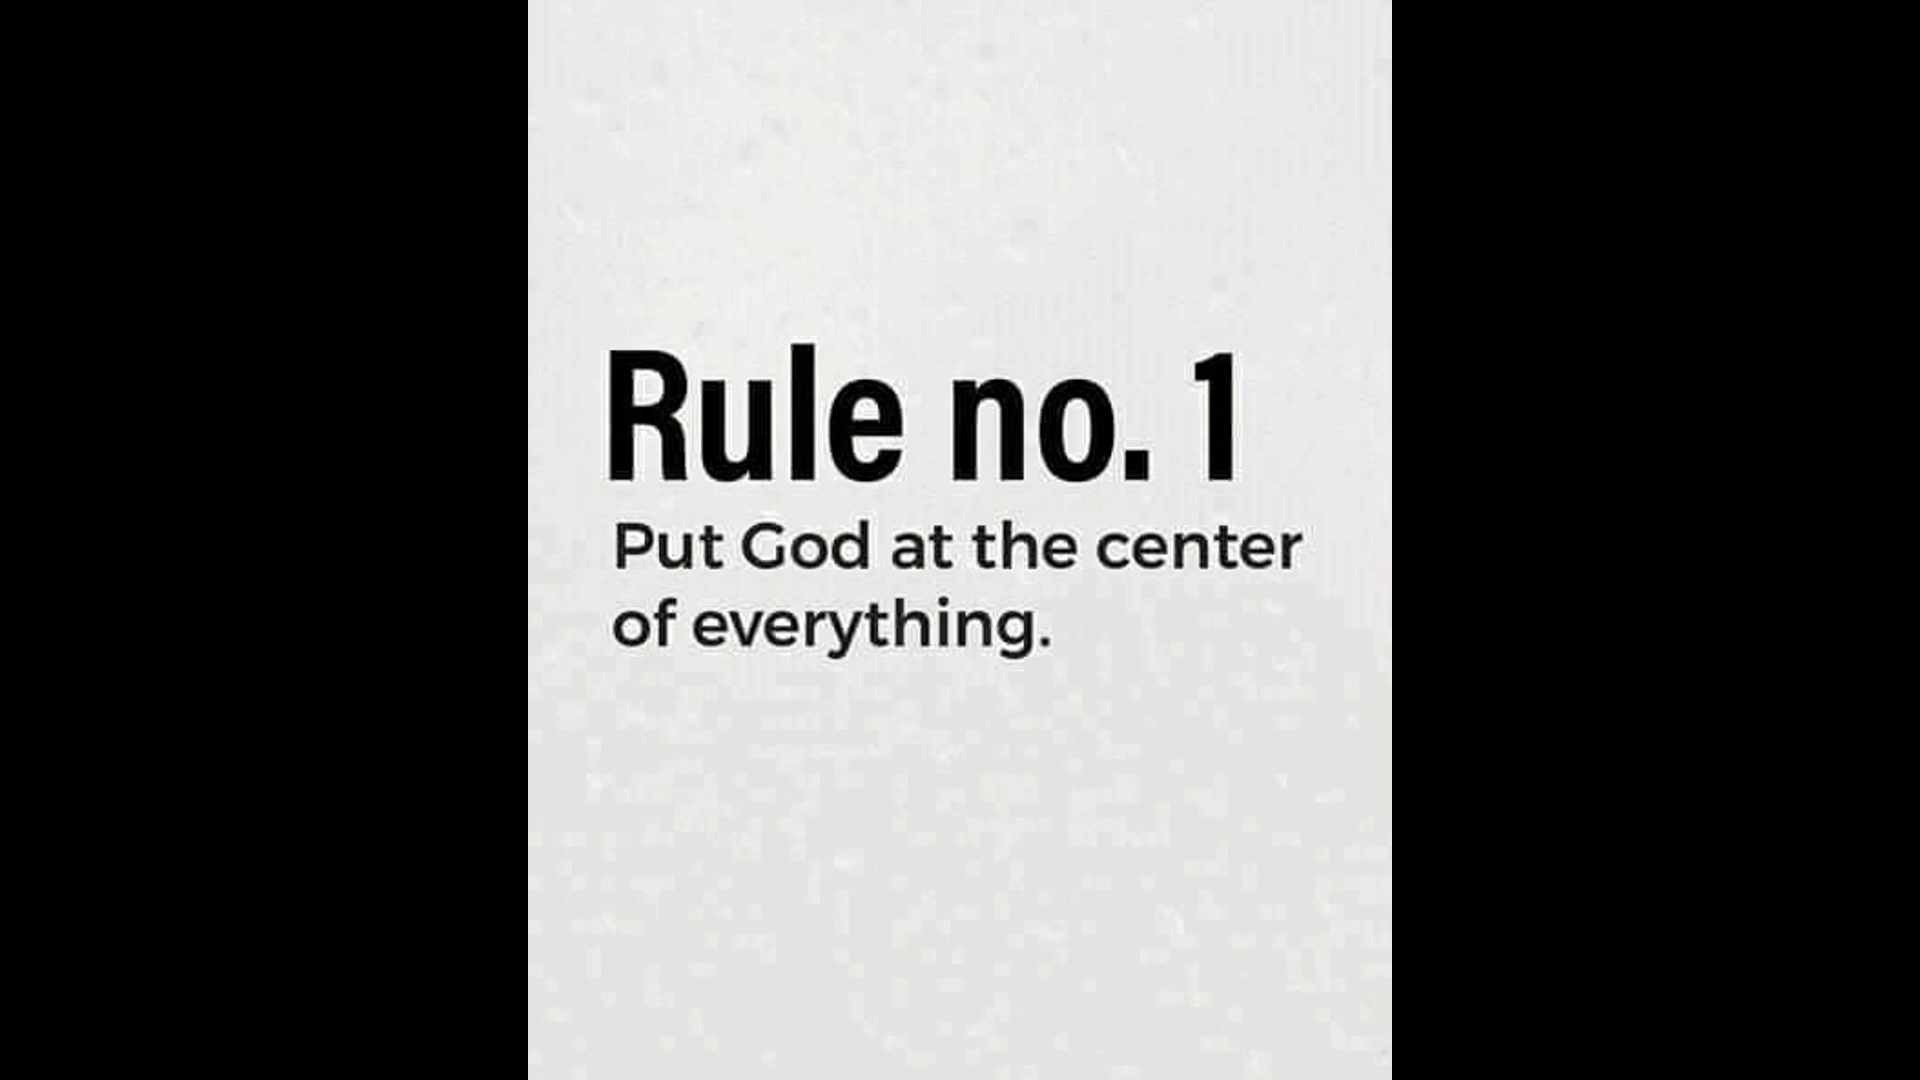 Rule no. 1
Put God at the center
of everything.